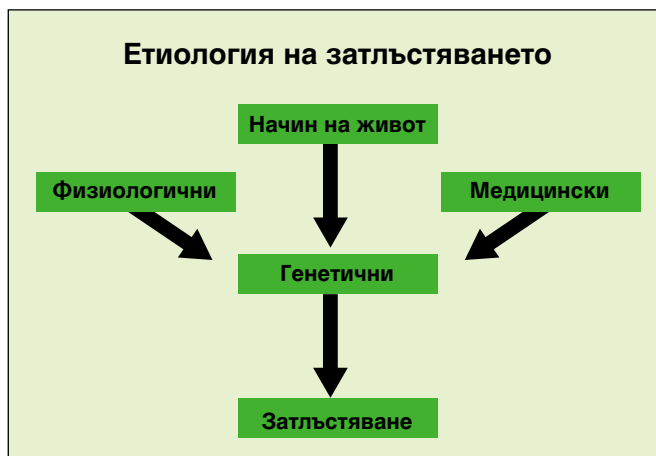 Етиология на затлъстяването
Начин на живот
Физиологични
Медицински
Генетични
Затлъстяване